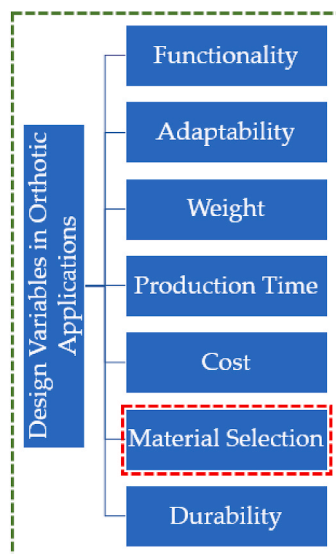 Design Variables in Orthotic
Applications
Functionality
Adaptability
Weight
Production Time
Cost
Material Selection
Durability